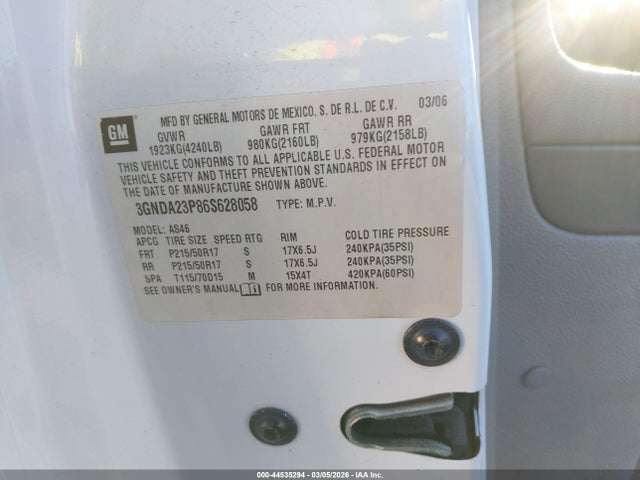 MFD BY GENERAL MOTORS DE MEXICO, S. DE R.L. DE C.V. 03/06
GM
GVWR GAWR FRT GAWR RR
1923KG(4240LB) 980KG(2160LB) 979KG(2158LB)
THIS VEHICLE CONFORMS TO ALL APPLICABLE U.S. FEDERAL MOTOR
VEHICLE SAFETY AND THEFT PREVENTION STANDARDS IN EFFECT ON
THE DATE OF MANUFACTURE SHOWN ABOVE.
3GNDA23P86S628058 TYPE: M.P.V.
MODEL: AS46
APCG TIRE SIZE SPEED RTG RIM COLD TIRE PRESSURE
FRT P215/50R17 S 17X6.5J 240KPA(35PSI)
RR P215/50R17 S 17X6.5J 240KPA(35PSI)
SPA T115/70D15 M 15X4T 420KPA(60PSI)
SEE OWNER'S MANUAL FOR MORE INFORMATION.
000-44535294 - 03/05/2026 - IAAI.com